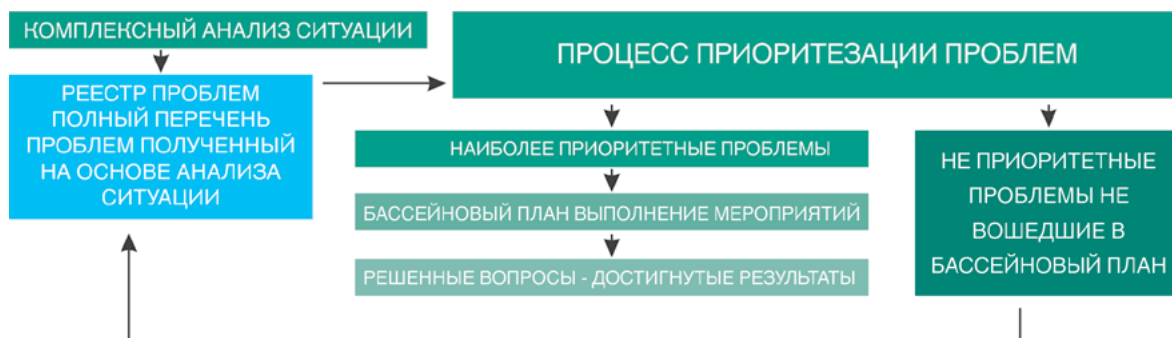 КОМПЛЕКСНЫЙ АНАЛИЗ СИТУАЦИИ
РЕЕСТР ПРОБЛЕМ
ПОЛНЫЙ ПЕРЕЧЕНЬ
ПРОБЛЕМ ПОЛУЧЕННЫЙ
НА ОСНОВЕ АНАЛИЗА
СИТУАЦИИ
ПРОЦЕСС ПРИОРИТЕЗАЦИИ ПРОБЛЕМ
НАИБОЛЕЕ ПРИОРИТЕТНЫЕ ПРОБЛЕМЫ
БАССЕЙНОВЫЙ ПЛАН ВЫПОЛНЕНИЕ МЕРОПРИЯТИЙ
РЕШЕННЫЕ ВОПРОСЫ - ДОСТИГНУТЫЕ РЕЗУЛЬТАТЫ
НЕ ПРИОРИТЕТНЫЕ
ПРОБЛЕМЫ НЕ
ВОШЕДШИЕ В
БАССЕЙНОВЫЙ ПЛАН